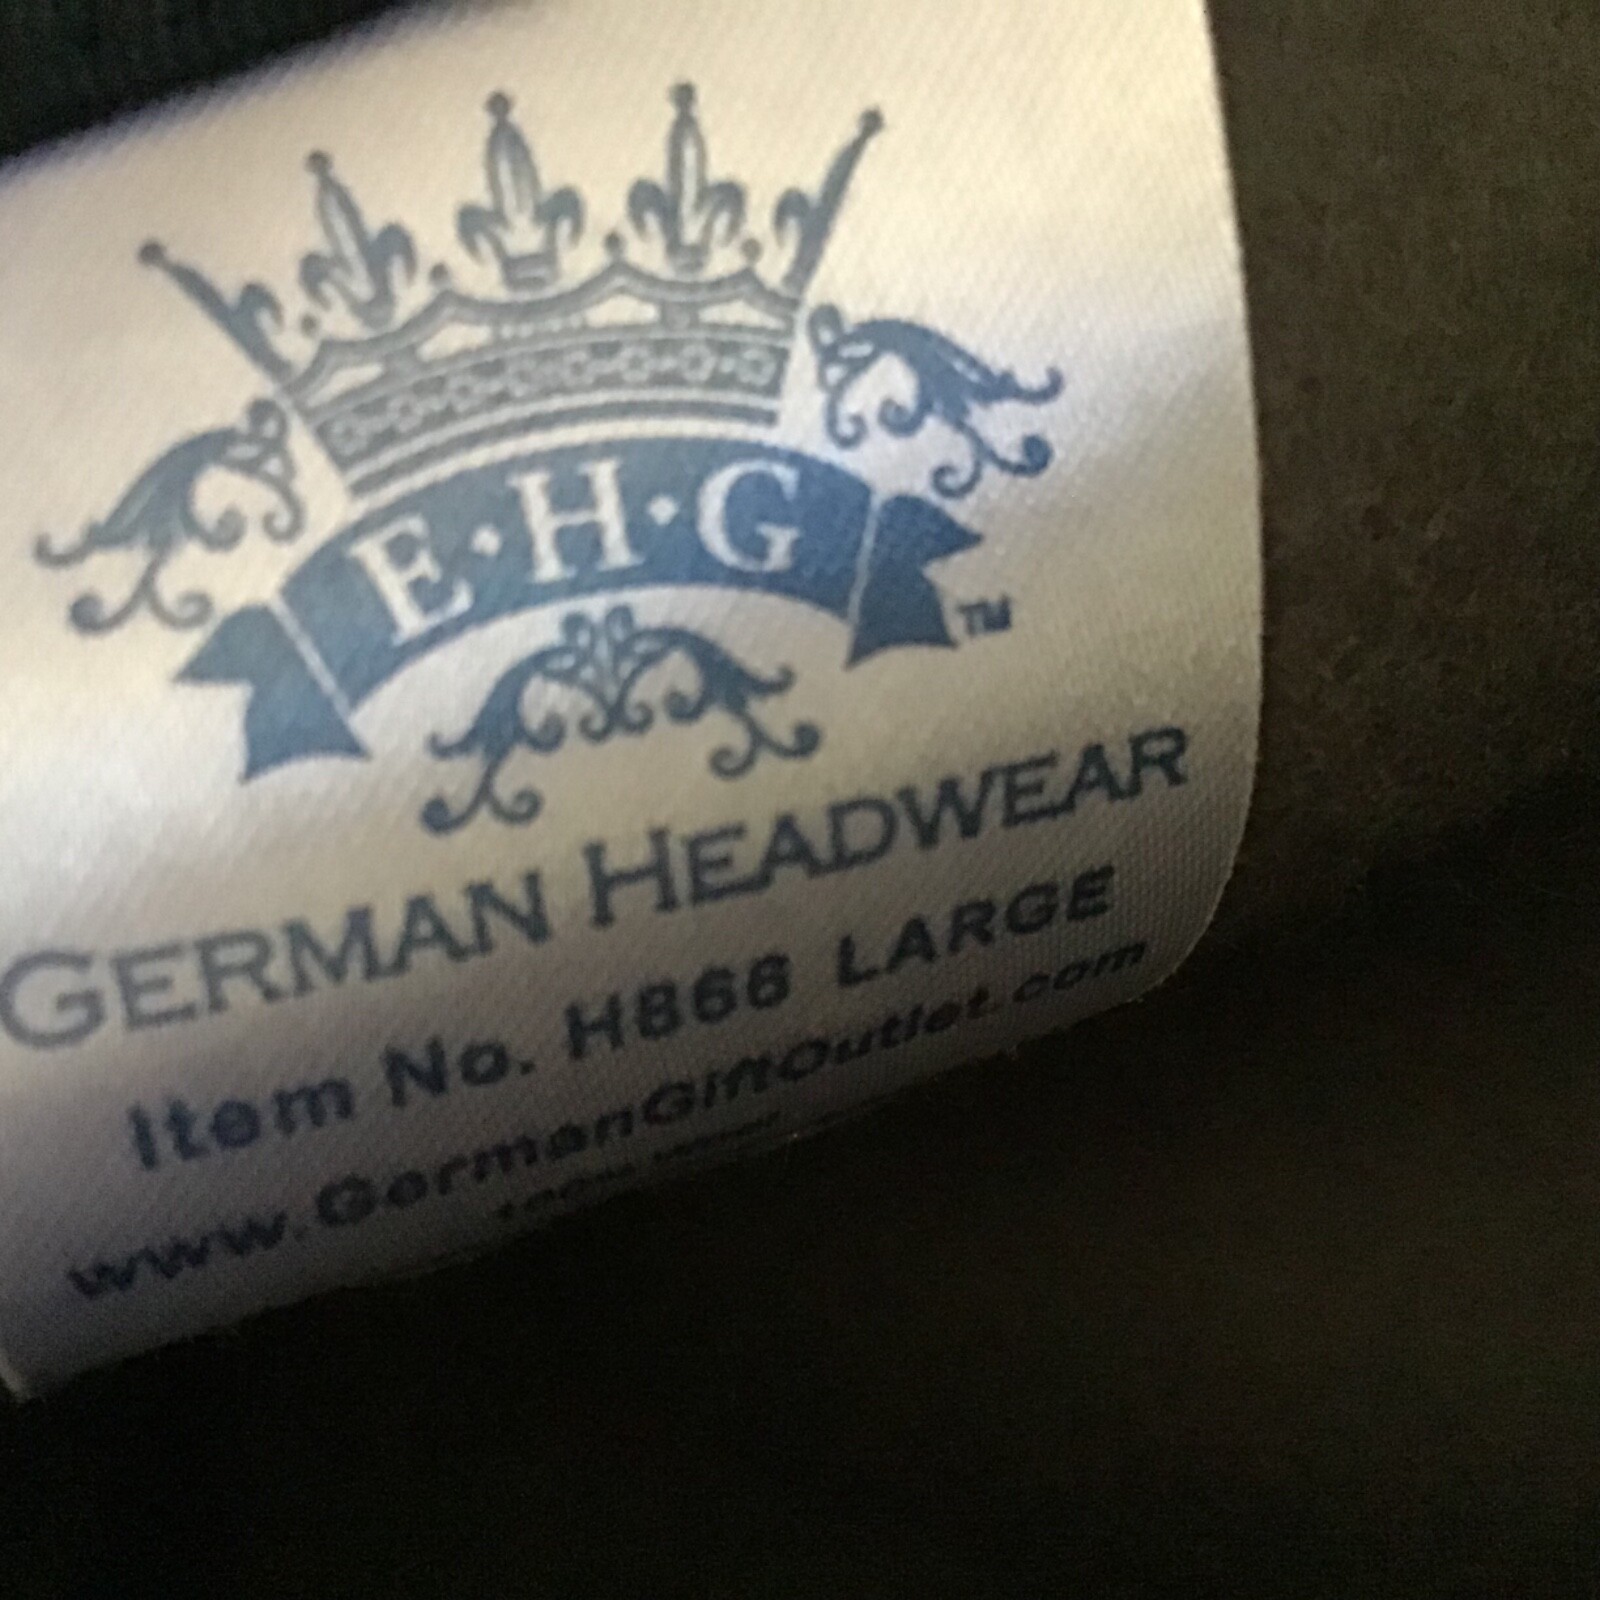 E·H·G
TM
GERMAN HEADWEAR
Item No. H866 LARGE
www.GermanGiftOutlet.com